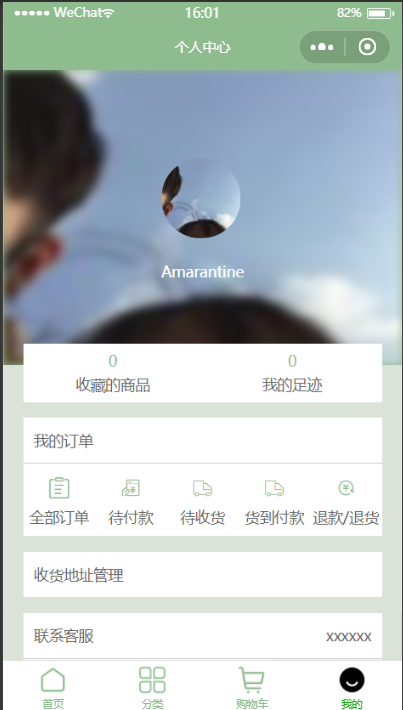 WeChat 16:01 82%
个人中心
Amarantine
0 0
收藏的商品 我的足迹
我的订单
全部订单 待付款 待收货 货到付款 退款/退货
收货地址管理
联系客服 xxxxxx
首页 分类 购物车 我的